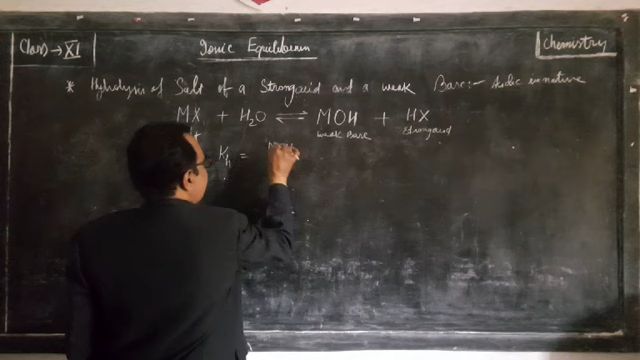 Class → XI
Ionic Equilibrium
Chemistry
* Hydrolysis of Salt of a Strong acid and a weak Base:- Acidic in nature
MX + H₂O ⇌ MOH + HX
weak Base Strong acid
Kh =